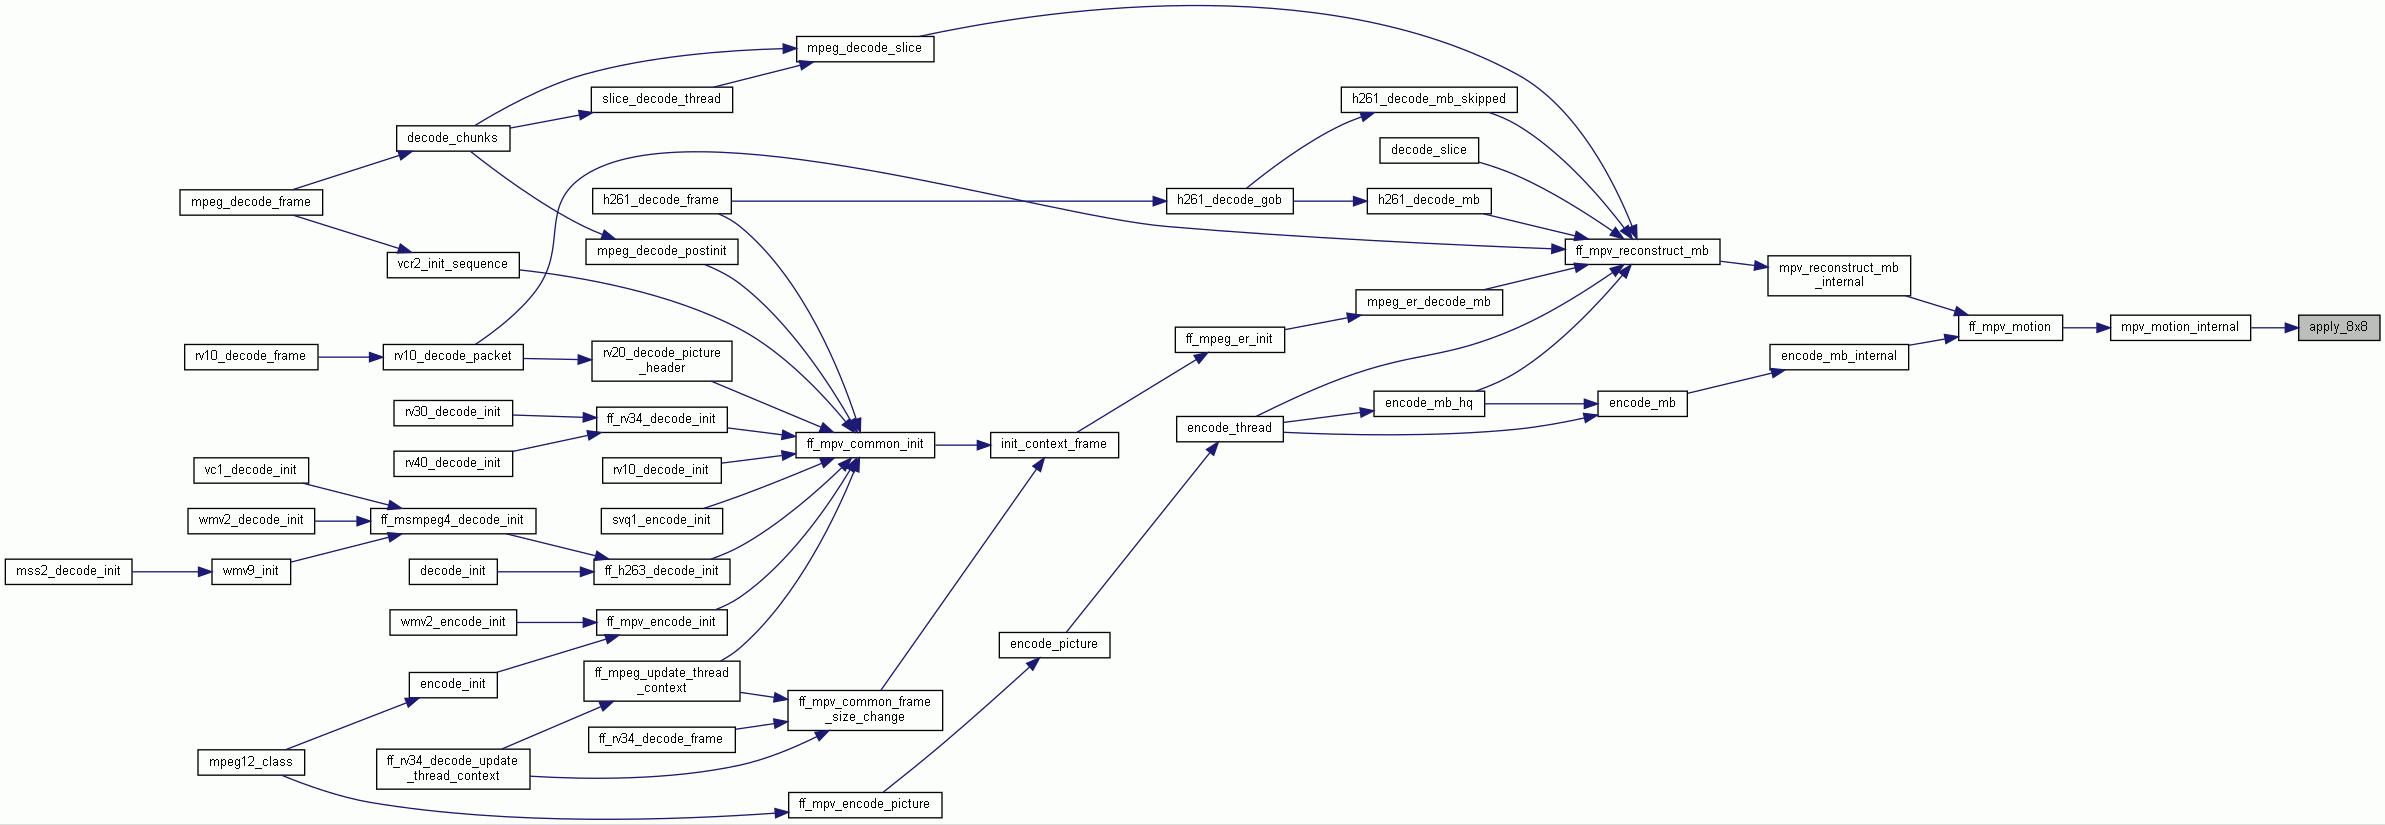 mpeg_decode_slice
slice_decode_thread
h261_decode_mb_skipped
decode_chunks
decode_slice
mpeg_decode_frame
h261_decode_frame
h261_decode_gob
h261_decode_mb
mpeg_decode_postinit
ff_mpv_reconstruct_mb
vcr2_init_sequence
mpv_reconstruct_mb
_internal
mpeg_er_decode_mb
ff_mpv_motion
mpv_motion_internal
apply_8x8
ff_mpeg_er_init
rv10_decode_frame
rv10_decode_packet
rv20_decode_picture
_header
encode_mb_internal
encode_mb_hq
encode_mb
rv30_decode_init
ff_rv34_decode_init
encode_thread
ff_mpv_common_init
init_context_frame
rv40_decode_init
rv10_decode_init
vc1_decode_init
wmv2_decode_init
ff_msmpeg4_decode_init
svq1_encode_init
mss2_decode_init
wmv9_init
decode_init
ff_h263_decode_init
wmv2_encode_init
ff_mpv_encode_init
encode_picture
encode_init
ff_mpeg_update_thread
_context
ff_mpv_common_frame
_size_change
ff_rv34_decode_frame
mpeg12_class
ff_rv34_decode_update
_thread_context
ff_mpv_encode_picture